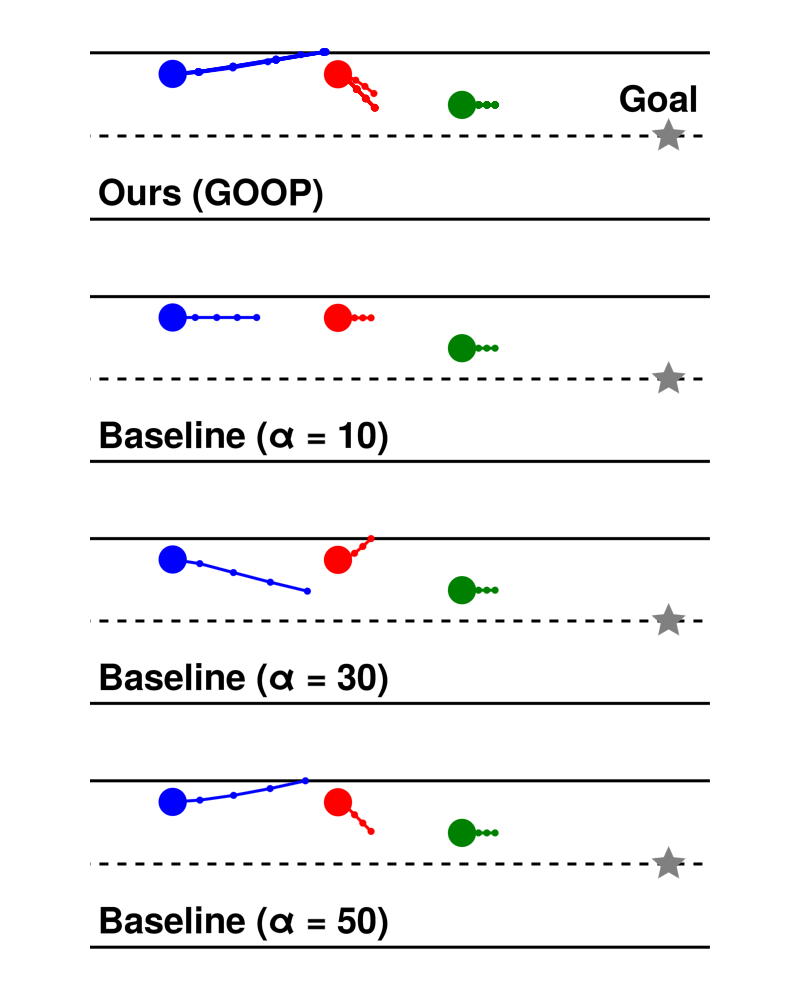 Goal
Ours (GOOP)
Baseline (α = 10)
Baseline (α = 30)
Baseline (α = 50)